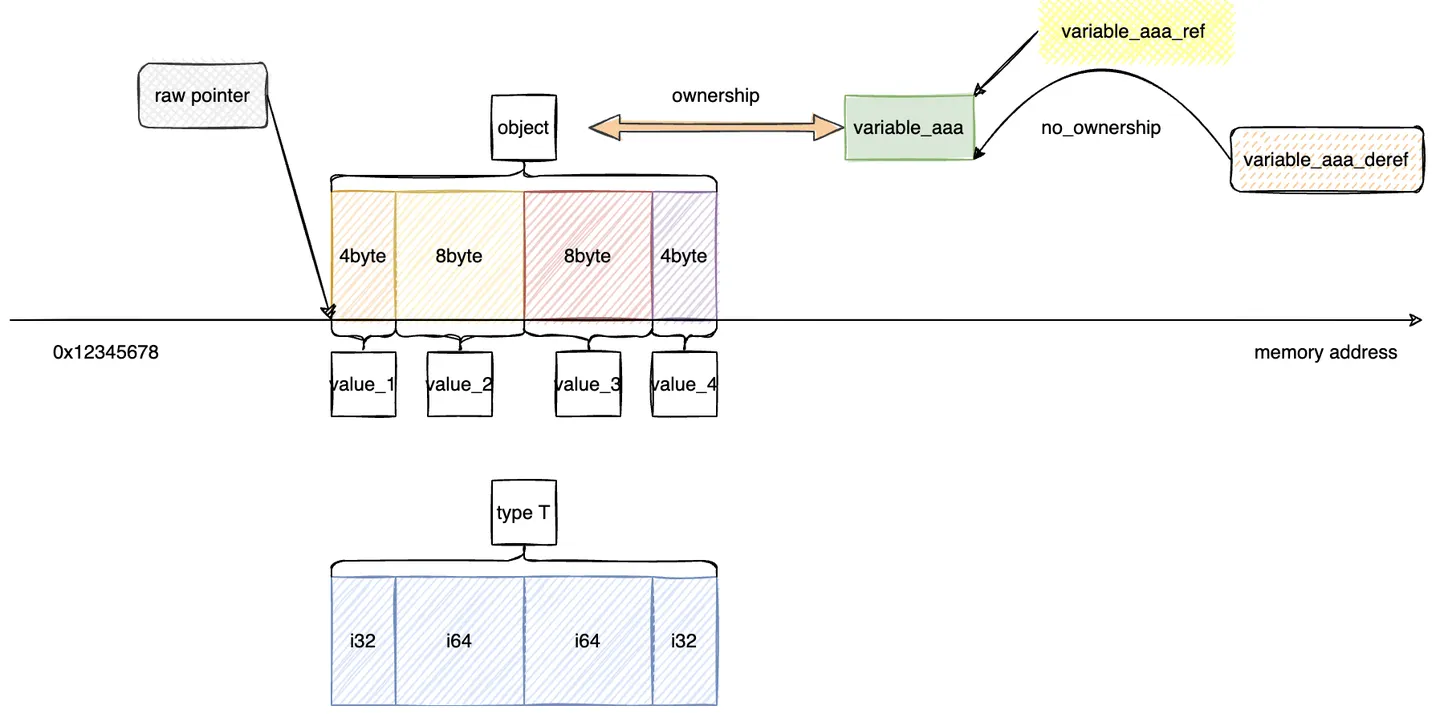 variable_aaa_ref
raw pointer
ownership
object
variable_aaa
no_ownership
variable_aaa_deref
4byte
8byte
8byte
4byte
0x12345678
memory address
value_1
value_2
value_3
value_4
type T
i32
i64
i64
i32